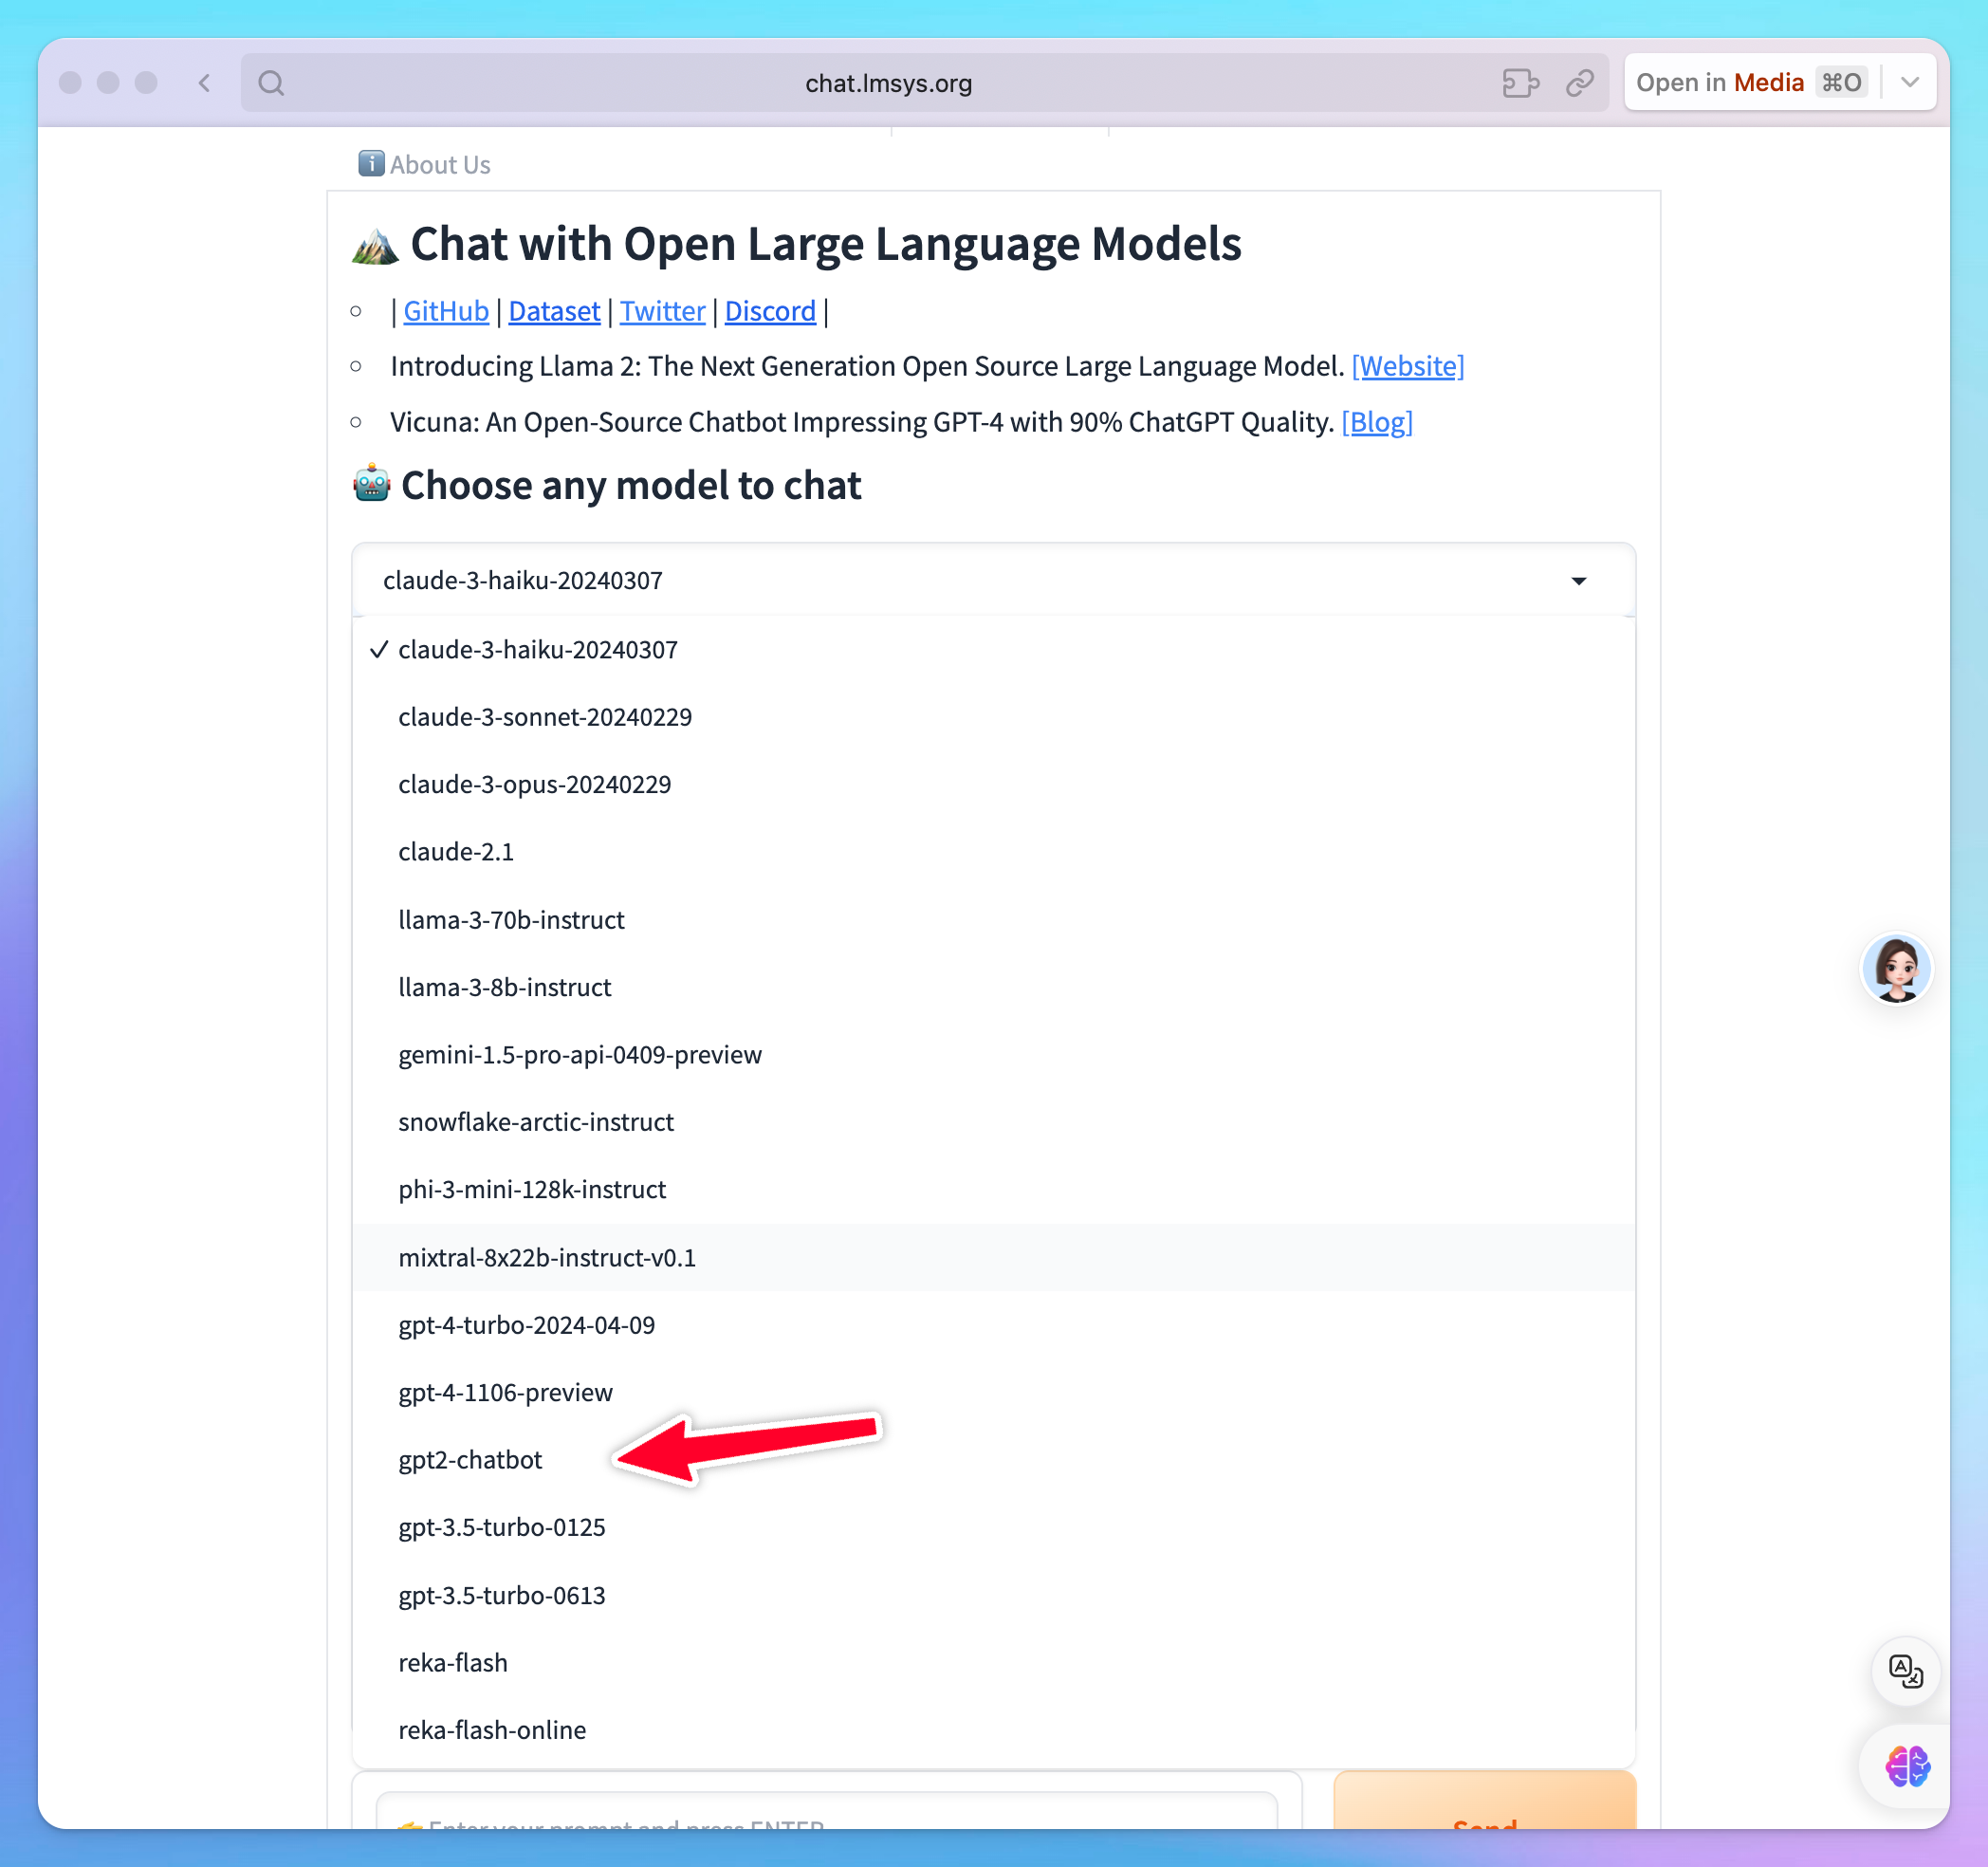 chat.lmsys.org
Open in Media ⌘O
About Us
Chat with Open Large Language Models
| GitHub | Dataset | Twitter | Discord |
Introducing Llama 2: The Next Generation Open Source Large Language Model. [Website]
Vicuna: An Open-Source Chatbot Impressing GPT-4 with 90% ChatGPT Quality. [Blog]
Choose any model to chat
claude-3-haiku-20240307
✓ claude-3-haiku-20240307
claude-3-sonnet-20240229
claude-3-opus-20240229
claude-2.1
llama-3-70b-instruct
llama-3-8b-instruct
gemini-1.5-pro-api-0409-preview
snowflake-arctic-instruct
phi-3-mini-128k-instruct
mixtral-8x22b-instruct-v0.1
gpt-4-turbo-2024-04-09
gpt-4-1106-preview
gpt2-chatbot
gpt-3.5-turbo-0125
gpt-3.5-turbo-0613
reka-flash
reka-flash-online
Enter your prompt and press ENTER
Send